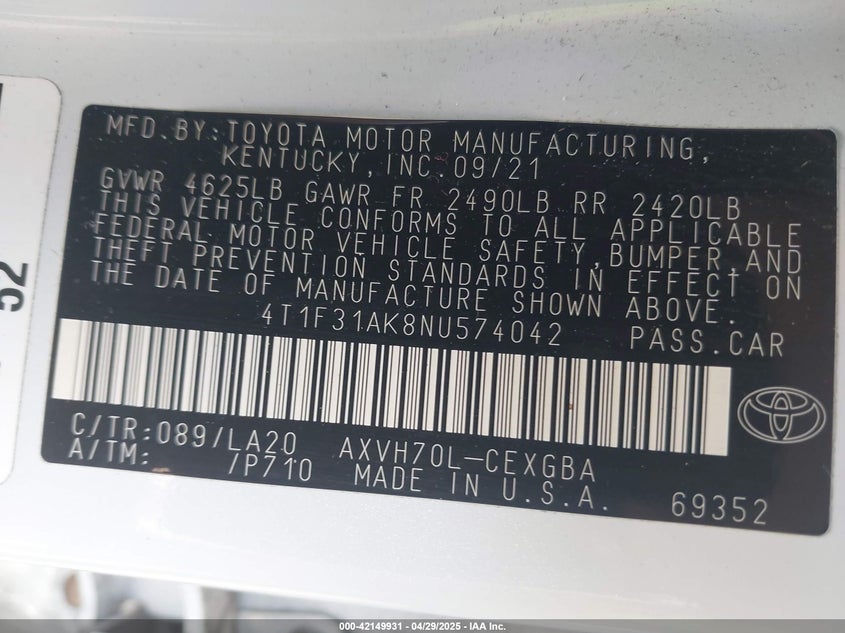 MFD.BY:TOYOTA MOTOR MANUFACTURING,
KENTUCKY,INC.09/21
GVWR 4625LB GAWR FR 2490LB RR 2420LB
THIS VEHICLE CONFORMS TO ALL APPLICABLE
FEDERAL MOTOR VEHICLE SAFETY,BUMPER,AND
THEFT PREVENTION STANDARDS IN EFFECT ON
THE DATE OF MANUFACTURE SHOWN ABOVE.
4T1F31AK8NU574042 PASS.CAR
C/TR:089/LA20 AXVH70L-CEXGBA
A/TM: /P710 MADE IN U.S.A.
69352
52
000-42149931 - 04/29/2025 - IAA Inc.